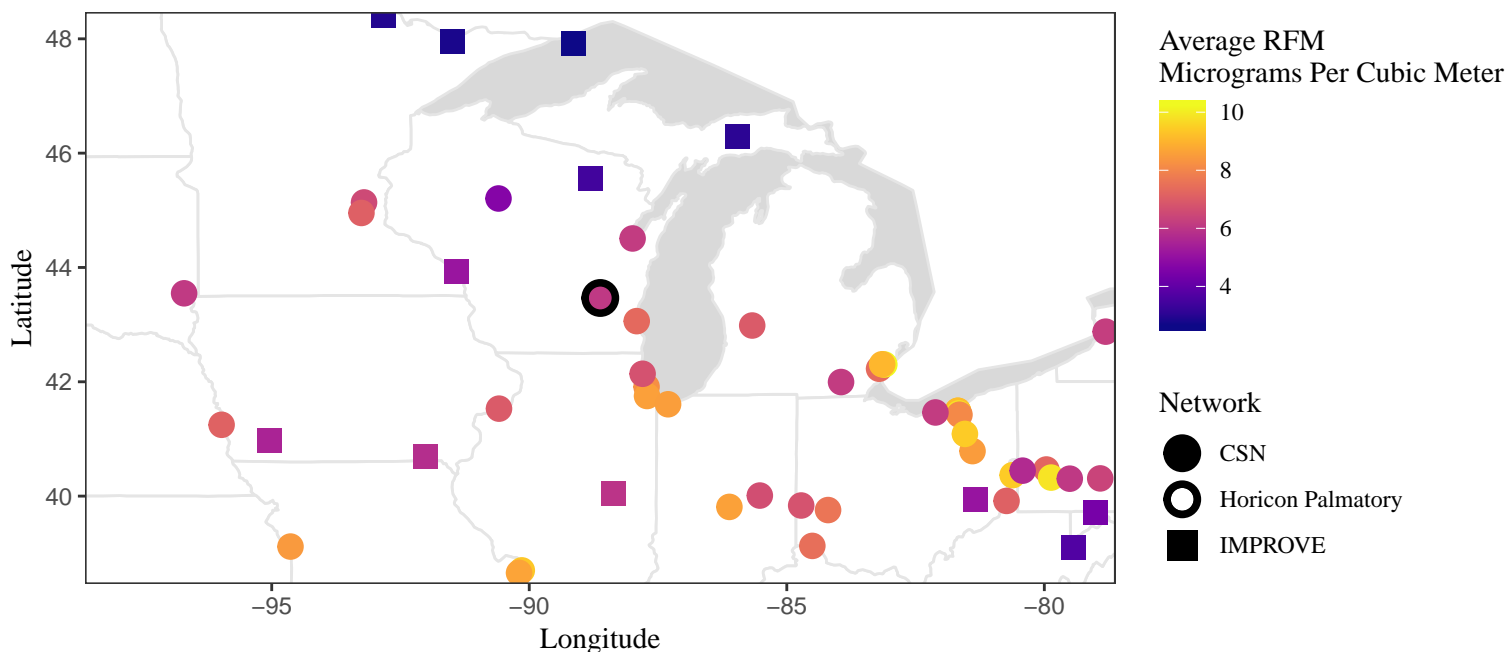 48
46
44
42
40
Latitude
−95
−90
−85
−80
Longitude
Average RFM
Micrograms Per Cubic Meter
10
8
6
4
Network
CSN
Horicon Palmatory
IMPROVE